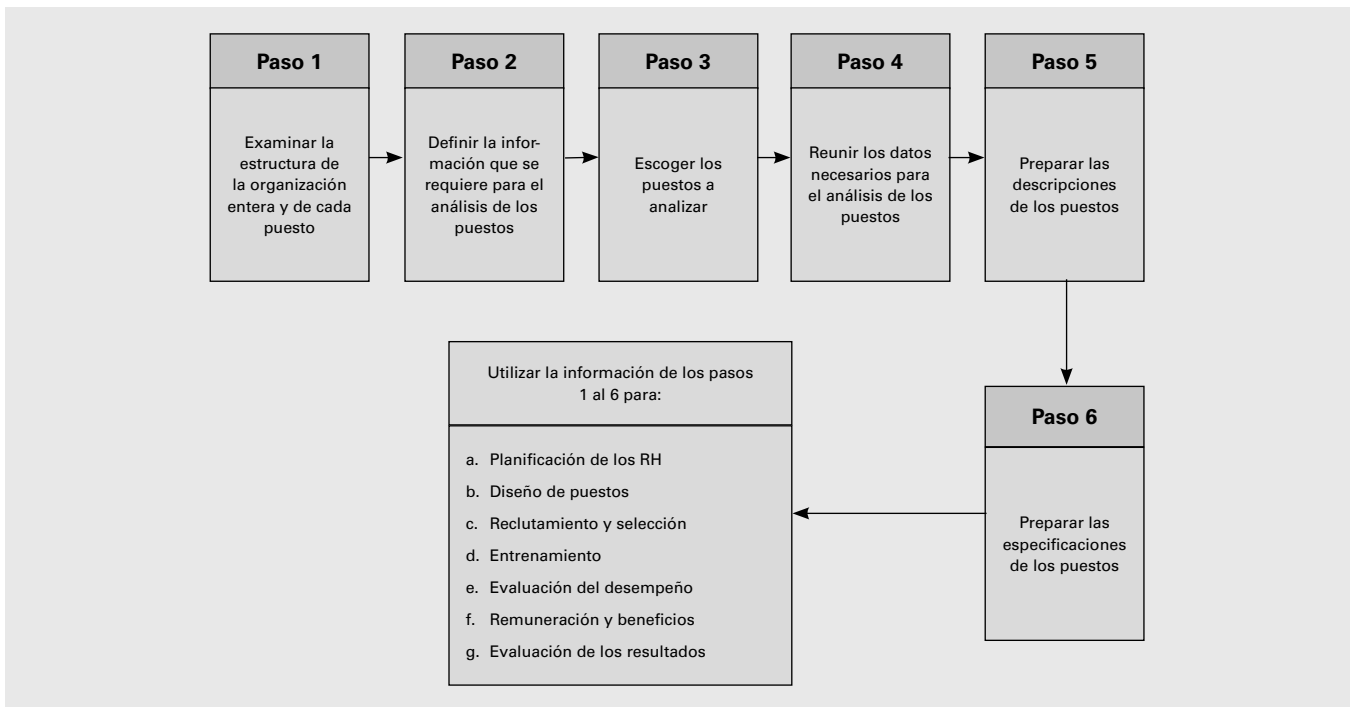 Paso 1
Examinar la
estructura de
la organización
entera y de cada
puesto
Paso 2
Definir la infor-
mación que se
requiere para el
análisis de los
puestos
Paso 3
Escoger los
puestos a
analizar
Paso 4
Reunir los datos
necesarios para
el análisis de los
puestos
Paso 5
Preparar las
descripciones
de los puestos
Paso 6
Preparar las
especificaciones
de los puestos
Utilizar la información de los pasos
1 al 6 para:
a. Planificación de los RH
b. Diseño de puestos
c. Reclutamiento y selección
d. Entrenamiento
e. Evaluación del desempeño
f. Remuneración y beneficios
g. Evaluación de los resultados